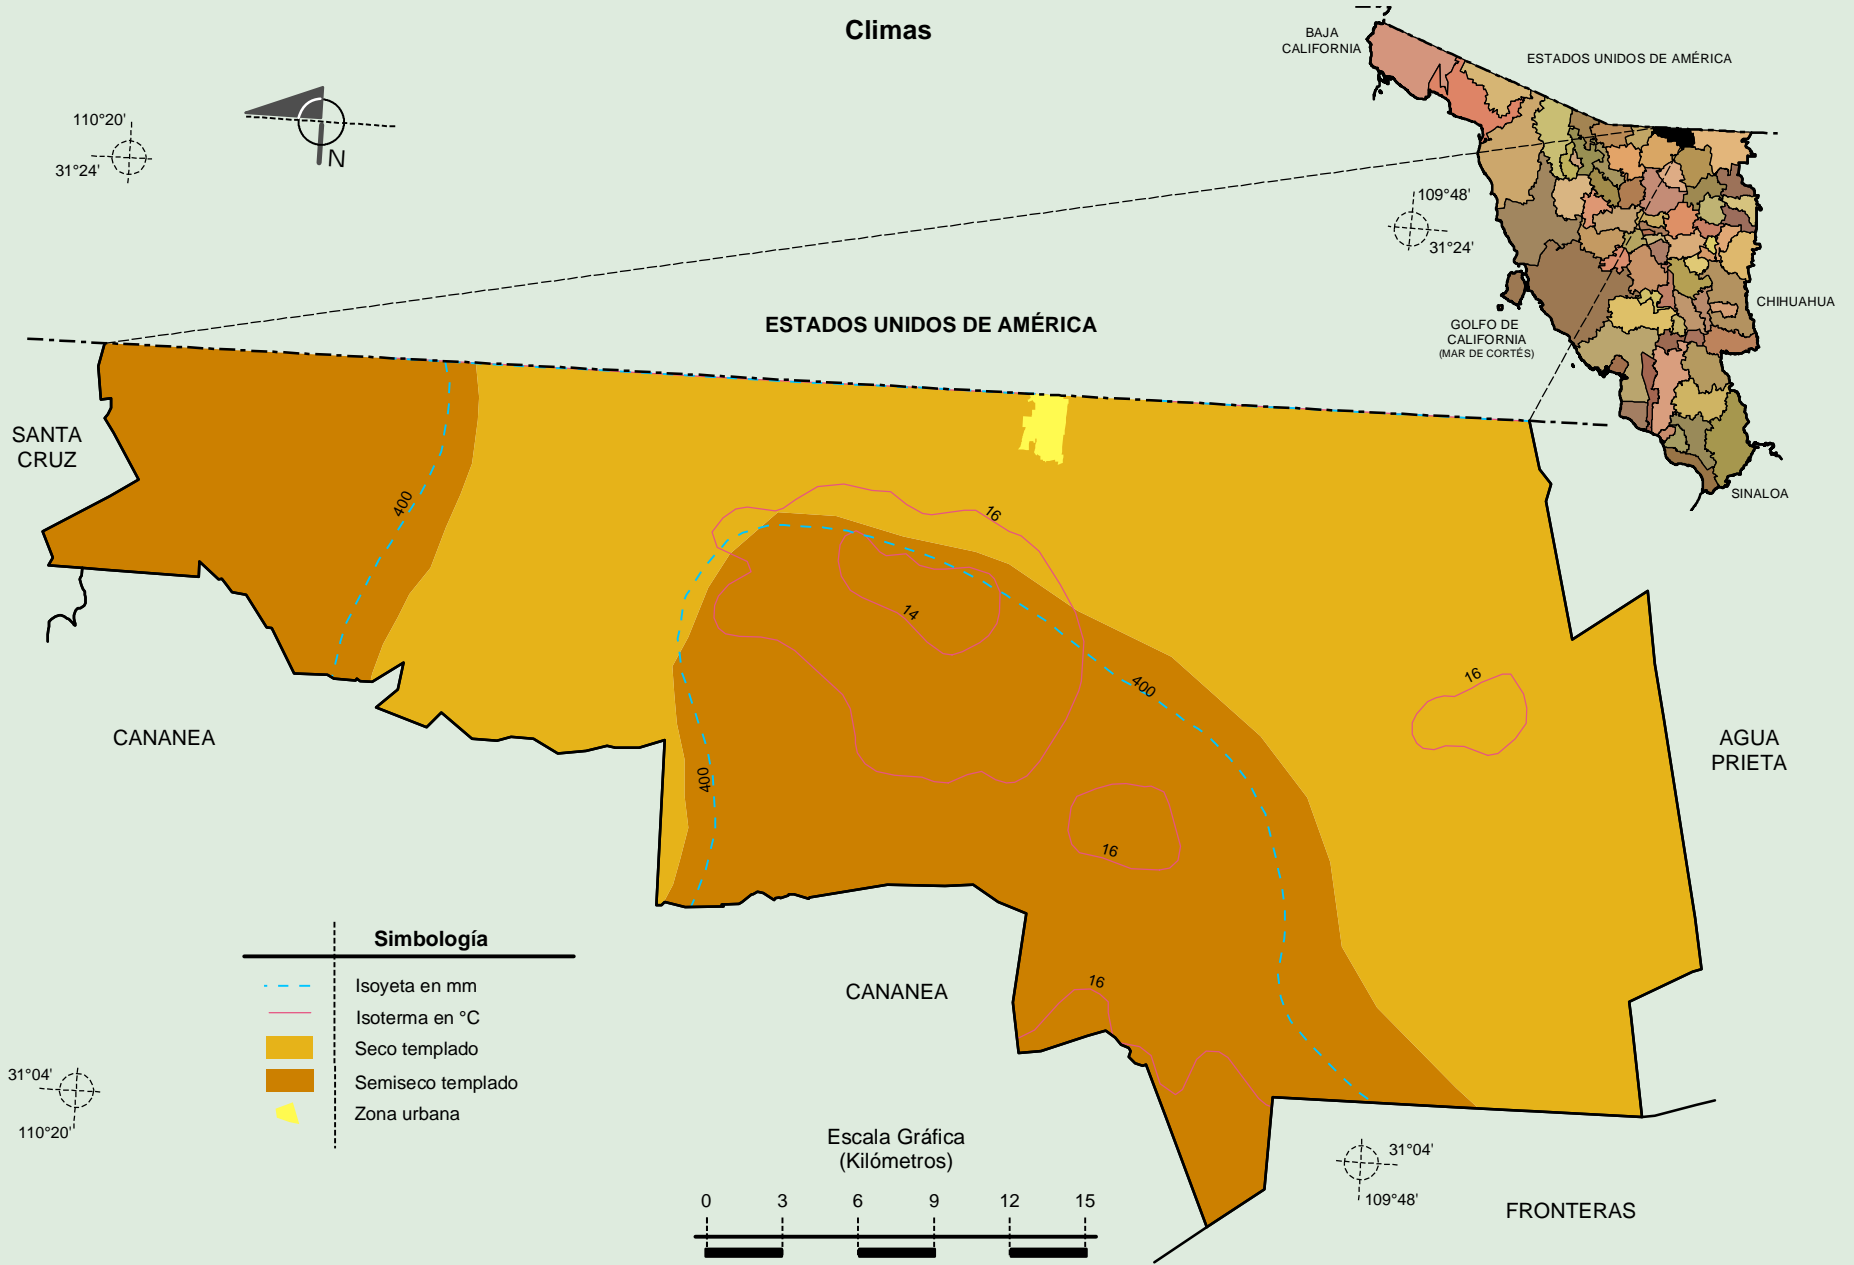 Climas
BAJA
CALIFORNIA
ESTADOS UNIDOS DE AMÉRICA
110°20'
31°24'
N
109°48'
31°24'
CHIHUAHUA
GOLFO DE
CALIFORNIA
(MAR DE CORTÉS)
SINALOA
ESTADOS UNIDOS DE AMÉRICA
SANTA
CRUZ
400
16
14
400
16
400
16
CANANEA
AGUA
PRIETA
Simbología
Isoyeta en mm
Isoterma en °C
Seco templado
Semiseco templado
Zona urbana
CANANEA
16
31°04'
110°20'
Escala Gráfica
(Kilómetros)
0 3 6 9 12 15
31°04'
109°48'
FRONTERAS